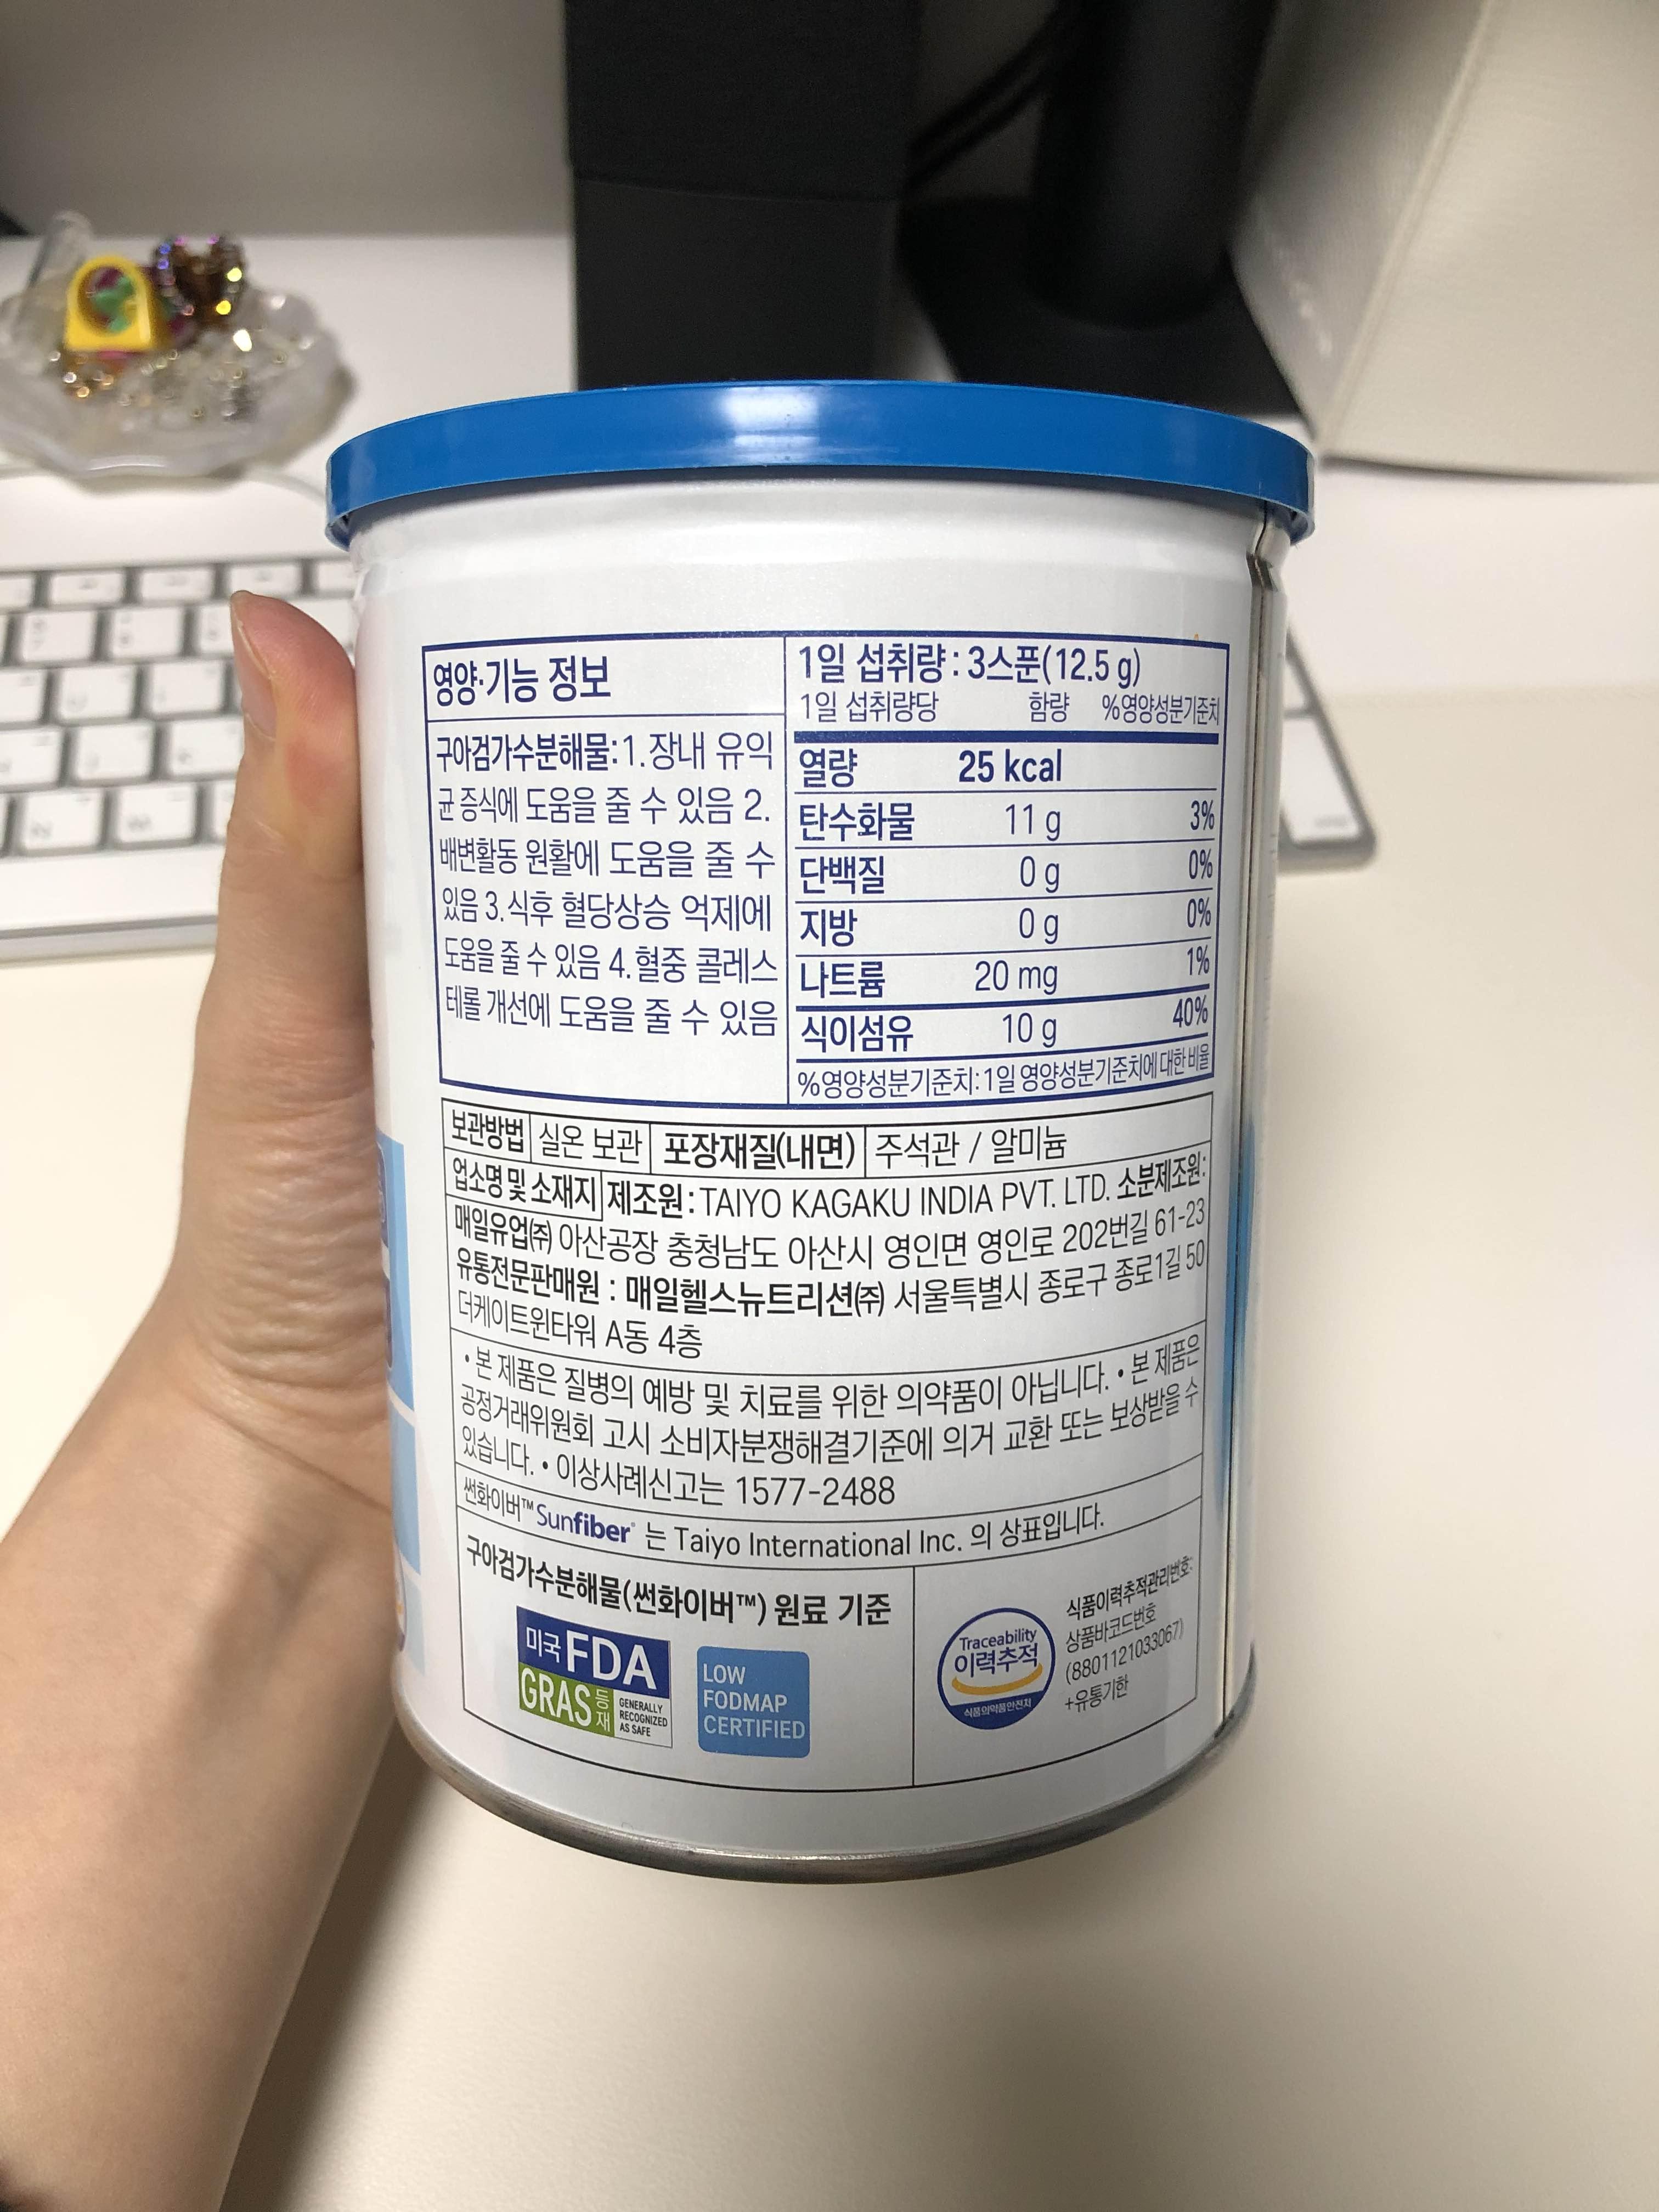 영양·기능 정보
구아검가수분해물:1.장내 유익
균 증식에 도움을 줄 수 있음 2.
배변활동 원활에 도움을 줄 수
있음 3.식후 혈당상승 억제에
도움을 줄 수 있음 4.혈중 콜레스
테롤 개선에 도움을 줄 수 있음
1일 섭취량 : 3스푼(12.5 g)
1일 섭취량당 함량 %영양성분기준치
열량 25 kcal
탄수화물 11 g 3%
단백질 0 g 0%
지방 0 g 0%
나트륨 20 mg 1%
식이섬유 10 g 40%
%영양성분기준치:1일 영양성분기준치에 대한 비율
보관방법 실온 보관 포장재질(내면) 주석관 / 알미늄
업소명 및 소재지 제조원:TAIYO KAGAKU INDIA PVT. LTD. 소분제조원:
매일유업㈜ 아산공장 충청남도 아산시 영인면 영인로 202번길 61-23
유통전문판매원 : 매일헬스뉴트리션㈜ 서울특별시 종로구 종로1길 50
더케이트윈타워 A동 4층
• 본 제품은 질병의 예방 및 치료를 위한 의약품이 아닙니다. • 본 제품은
공정거래위원회 고시 소비자분쟁해결기준에 의거 교환 또는 보상받을 수
있습니다. • 이상사례신고는 1577-2488
썬화이버™ Sunfiber® 는 Taiyo International Inc. 의 상표입니다.
구아검가수분해물(썬화이버™) 원료 기준
미국 FDA
GRAS 등재
GENERALLY
RECOGNIZED
AS SAFE
LOW
FODMAP
CERTIFIED
Traceability
이력추적
식품의약품안전처
식품이력추적관리번호:
상품바코드번호
(8801121033067)
+유통기한